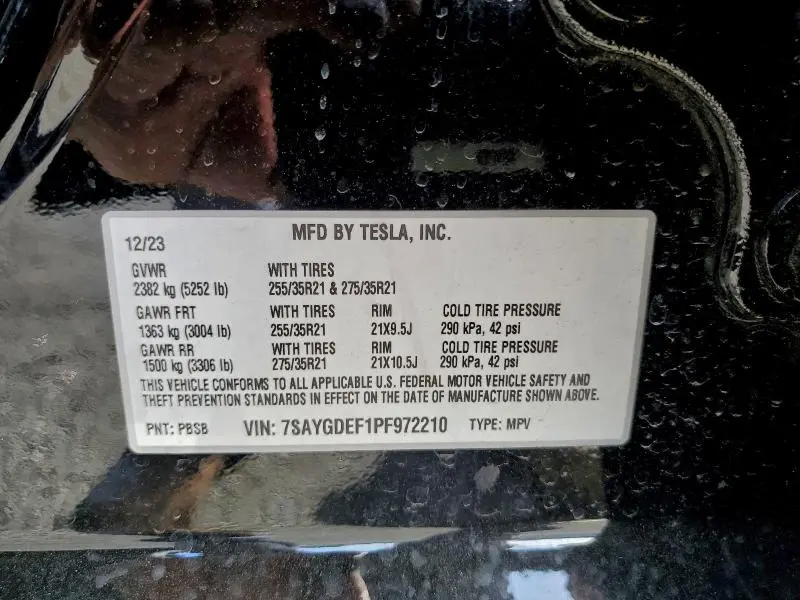 MFD BY TESLA, INC.
12/23
GVWR WITH TIRES
2382 kg (5252 lb) 255/35R21 & 275/35R21
GAWR FRT WITH TIRES RIM COLD TIRE PRESSURE
1363 kg (3004 lb) 255/35R21 21X9.5J 290 kPa, 42 psi
GAWR RR WITH TIRES RIM COLD TIRE PRESSURE
1500 kg (3306 lb) 275/35R21 21X10.5J 290 kPa, 42 psi
THIS VEHICLE CONFORMS TO ALL APPLICABLE U.S. FEDERAL MOTOR VEHICLE SAFETY AND
THEFT PREVENTION STANDARDS IN EFFECT ON THE DATE OF MANUFACTURE SHOWN ABOVE.
PNT: PBSB VIN: 7SAYGDEF1PF972210 TYPE: MPV